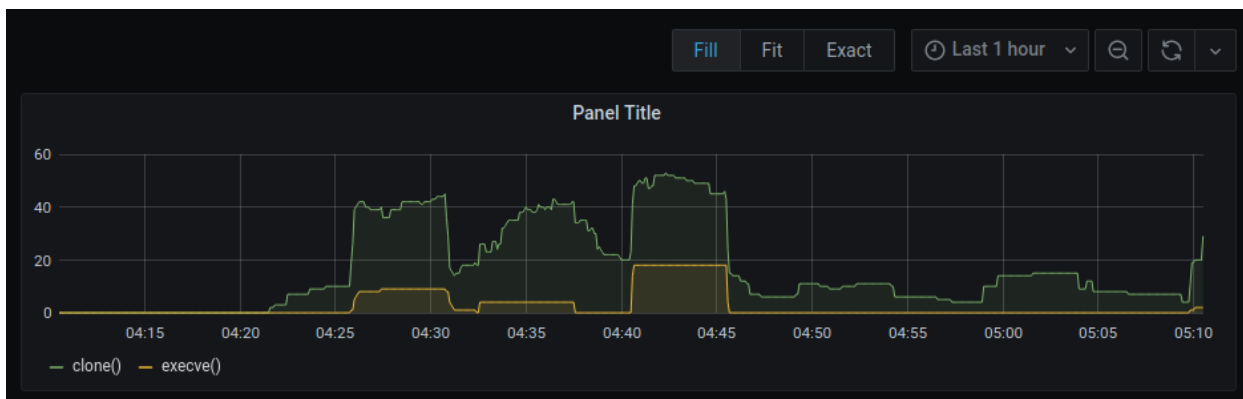 Fill Fit Exact Last 1 hour
Panel Title
60
40
20
0
04:15 04:20 04:25 04:30 04:35 04:40 04:45 04:50 04:55 05:00 05:05 05:10
clone() execve()